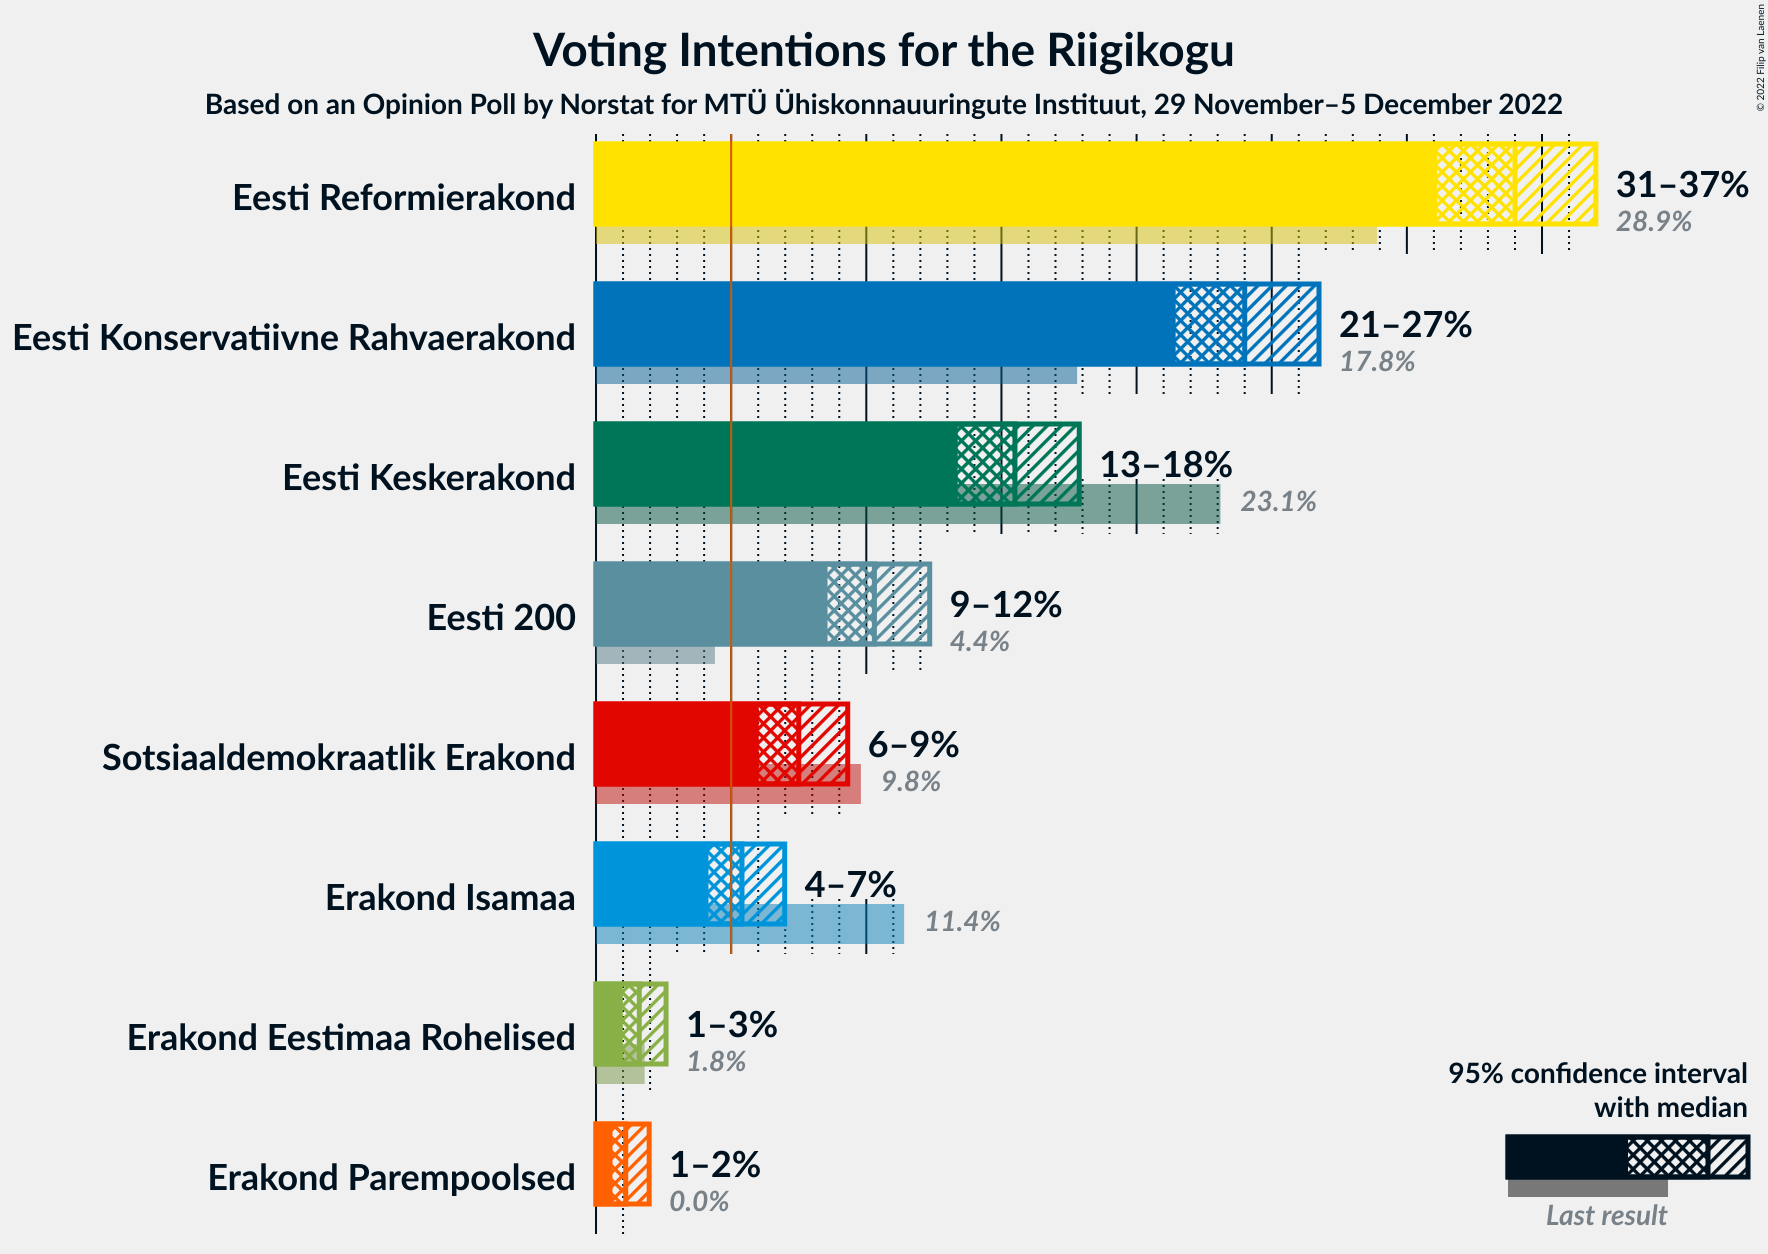 Voting Intentions for the Riigikogu
Based on an Opinion Poll by Norstat for MTÜ Ühiskonnauuringute Instituut, 29 November–5 December 2022
© 2022 Filip van Laenen
Eesti Reformierakond
31–37%
28.9%
Eesti Konservatiivne Rahvaerakond
21–27%
17.8%
Eesti Keskerakond
13–18%
23.1%
Eesti 200
9–12%
4.4%
Sotsiaaldemokraatlik Erakond
6–9%
9.8%
Erakond Isamaa
4–7%
11.4%
Erakond Eestimaa Rohelised
1–3%
1.8%
Erakond Parempoolsed
1–2%
0.0%
95% confidence interval
with median
Last result